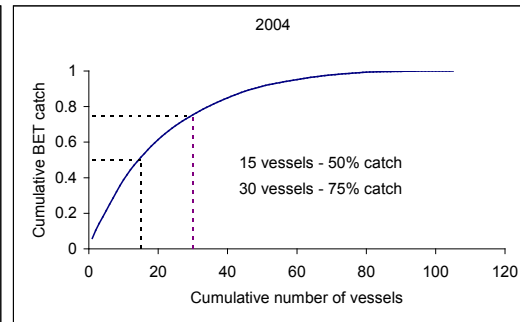 2004
Cumulative BET catch
1
0.8
0.6
0.4
0.2
0
15 vessels - 50% catch
30 vessels - 75% catch
0 20 40 60 80 100 120
Cumulative number of vessels